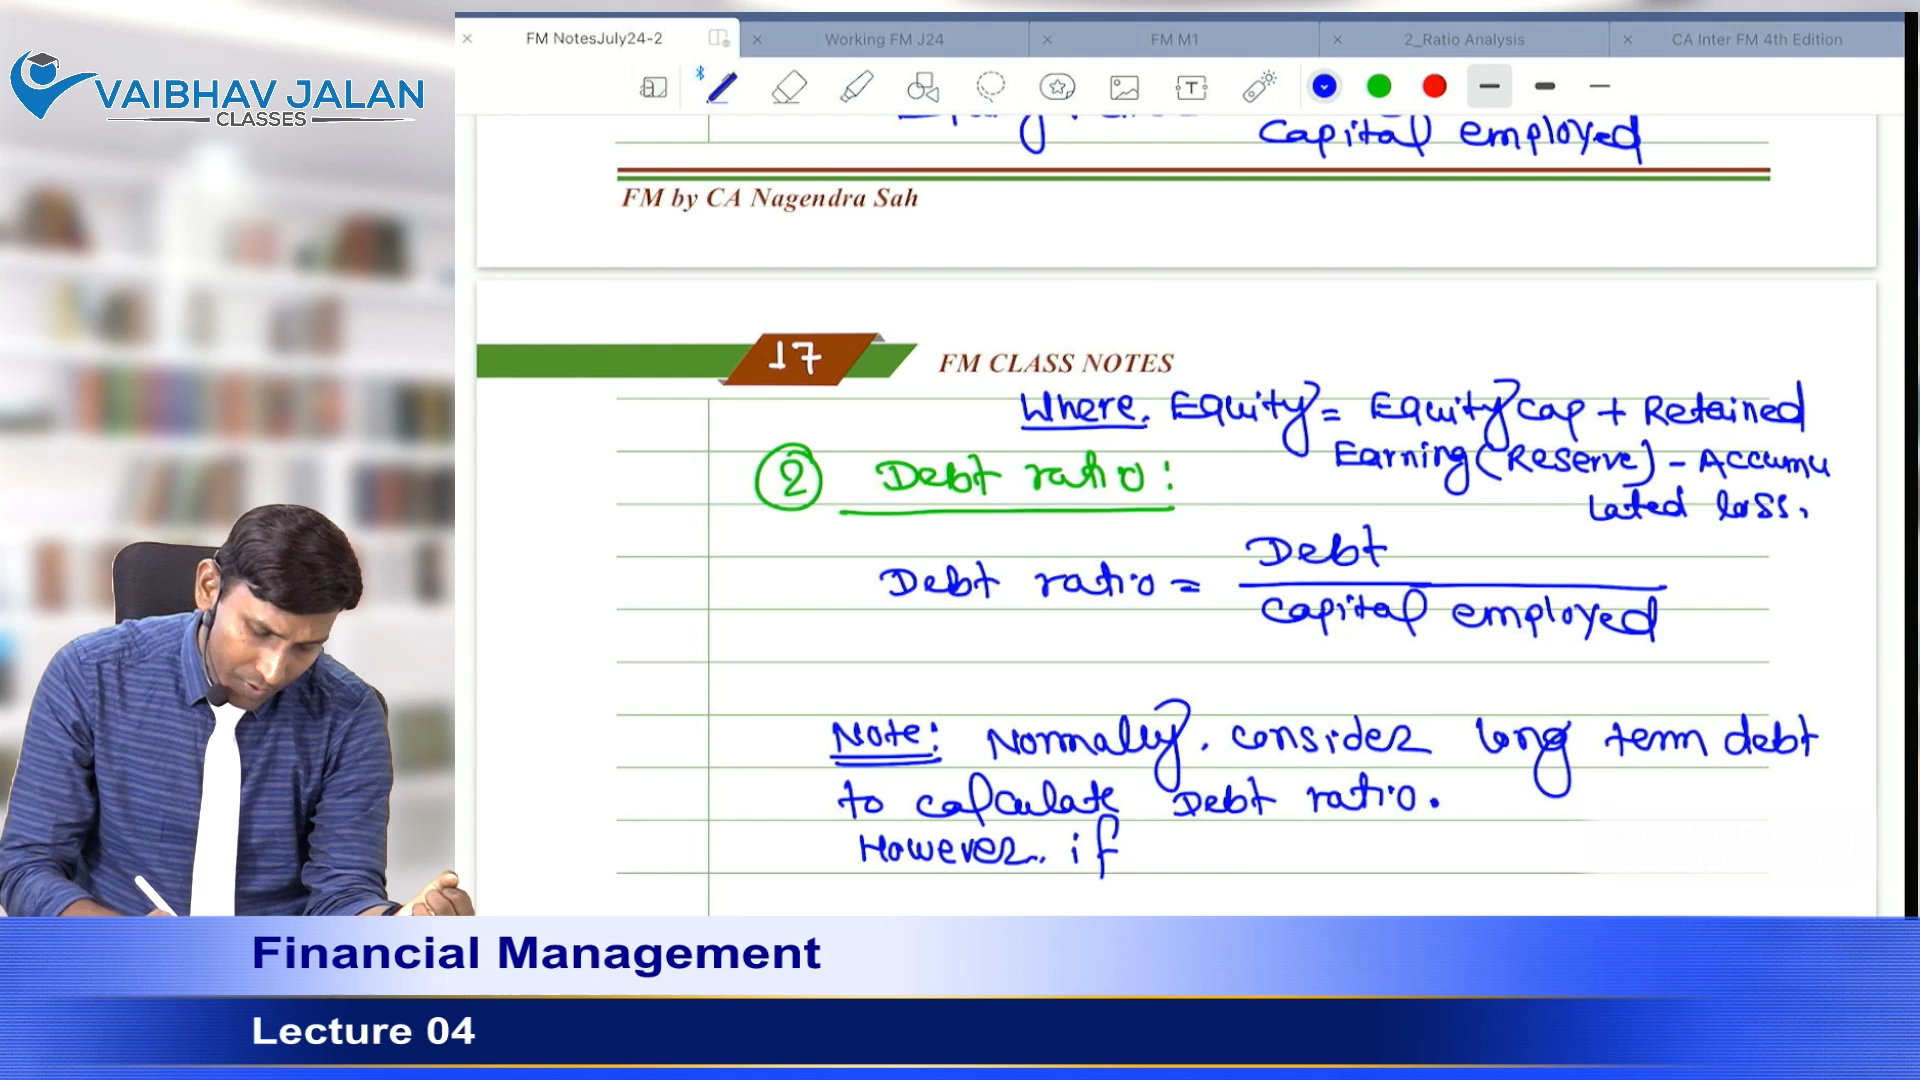 VAIBHAV JALAN
CLASSES
FM NotesJuly24-2
Working FM J24
FM M1
2_Ratio Analysis
CA Inter FM 4th Edition
Capital employed
FM by CA Nagendra Sah
17
FM CLASS NOTES
Where. Equity = Equity cap + Retained
Earning (Reserve) - Accumu
lated loss.
2 Debt ratio:
Debt ratio = Debt
Capital employed
Note: Normally. consider long term debt
to calculate Debt ratio.
However. if
Financial Management
Lecture 04